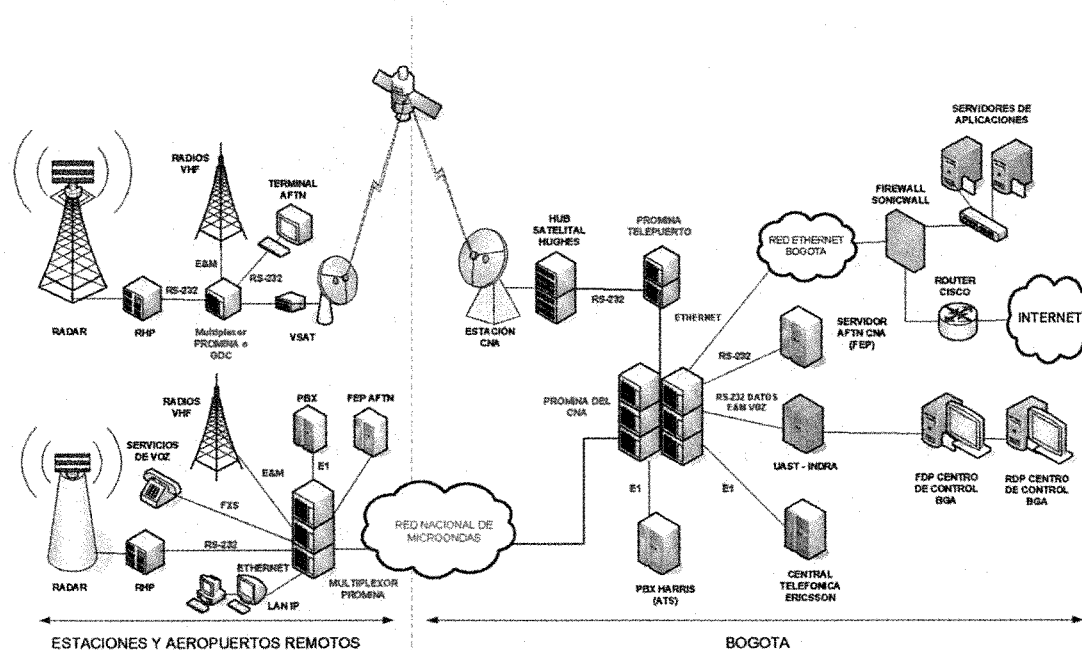 SERVIDORES DE
APLICACIONES
RADIOS
VHF
TERMINAL
AFTN
FIREWALL
SONICWALL
HUB
SATELITAL
HUGHES
PROMINA
TELEPUERTO
RED ETHERNET
BOGOTA
E&M
RS-232
RS-232
RS-232
ROUTER
CISCO
INTERNET
RADAR
RHP
Multiplexor
PROMINA o
GDC
VSAT
ESTACIÓN
CNA
ETHERNET
SERVIDOR
AFTN CNA
(FEP)
RS-232
RADIOS
VHF
PBX
FEP AFTN
PROMINA DEL
CNA
RS-232 DATOS
E&M VOZ
SERVICIOS
DE VOZ
E&M
E1
UAST - INDRA
FDP CENTRO
DE CONTROL
BGA
RDP CENTRO
DE CONTROL
BGA
FXS
E1
E1
RED NACIONAL DE
MICROONDAS
RS-232
RADAR
RHP
ETHERNET
LAN IP
MULTIPLEXOR
PROMINA
PBX HARRIS
(ATS)
CENTRAL
TELEFONICA
ERICSSON
ESTACIONES Y AEROPUERTOS REMOTOS
BOGOTA